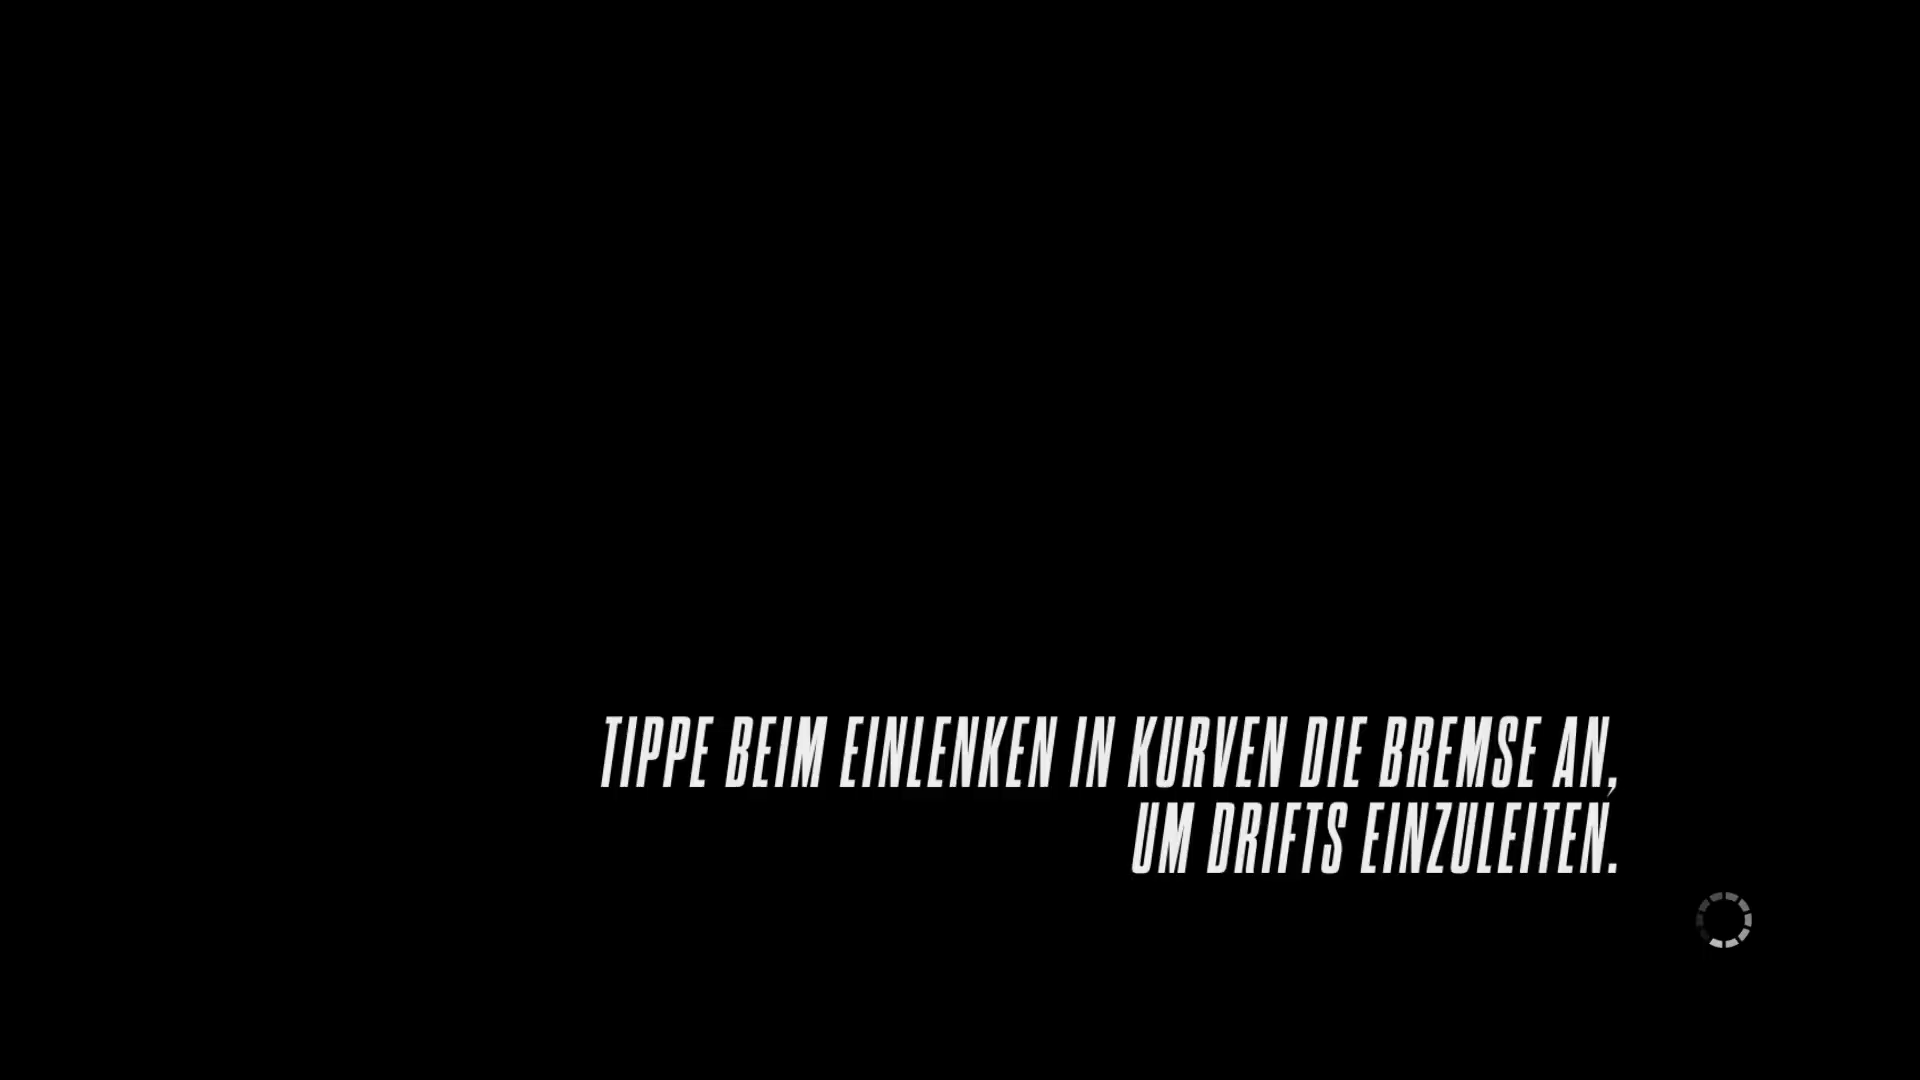 TIPPE BEIM EINLENKEN IN KURVEN DIE BREMSE AN,
UM DRIFTS EINZULEITEN.